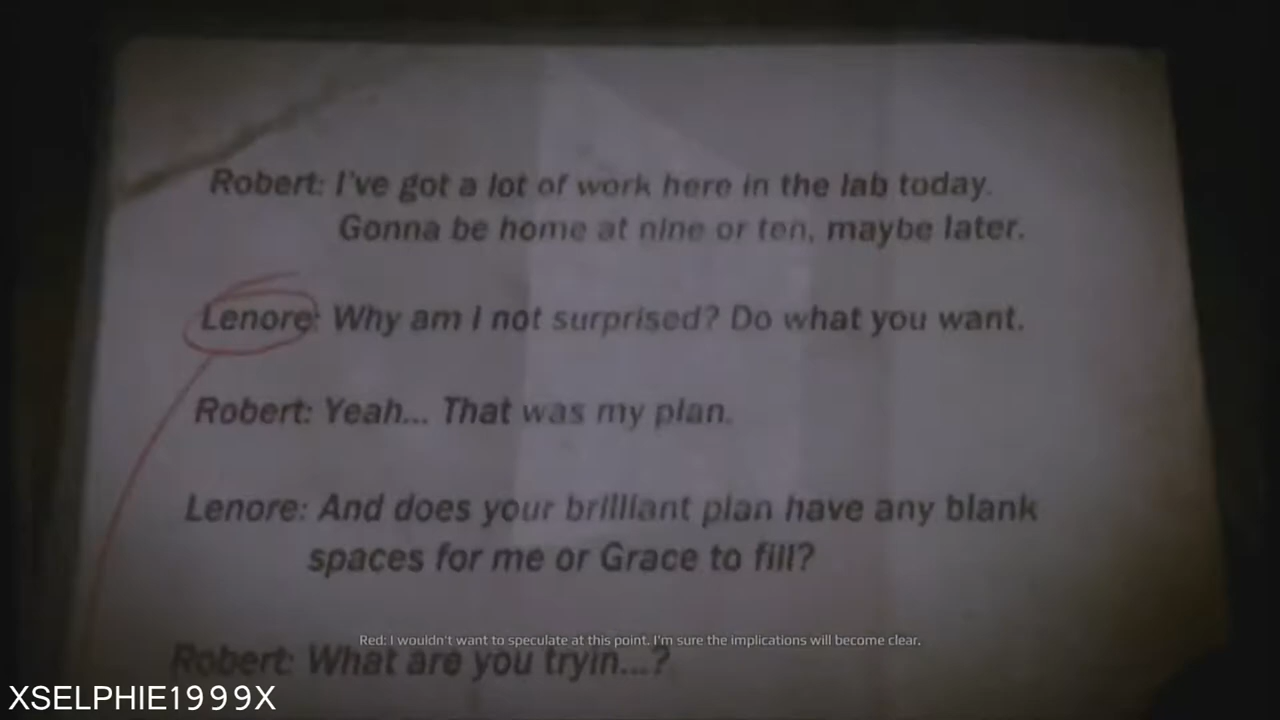 Robert: I've got a lot of work here in the lab today.
Gonna be home at nine or ten, maybe later.
Lenore: Why am I not surprised? Do what you want.
Robert: Yeah... That was my plan.
Lenore: And does your brilliant plan have any blank
spaces for me or Grace to fill?
Red: I wouldn't want to speculate at this point. I'm sure the implications will become clear.
Robert: What are you tryin...?
XSELPHIE1999X